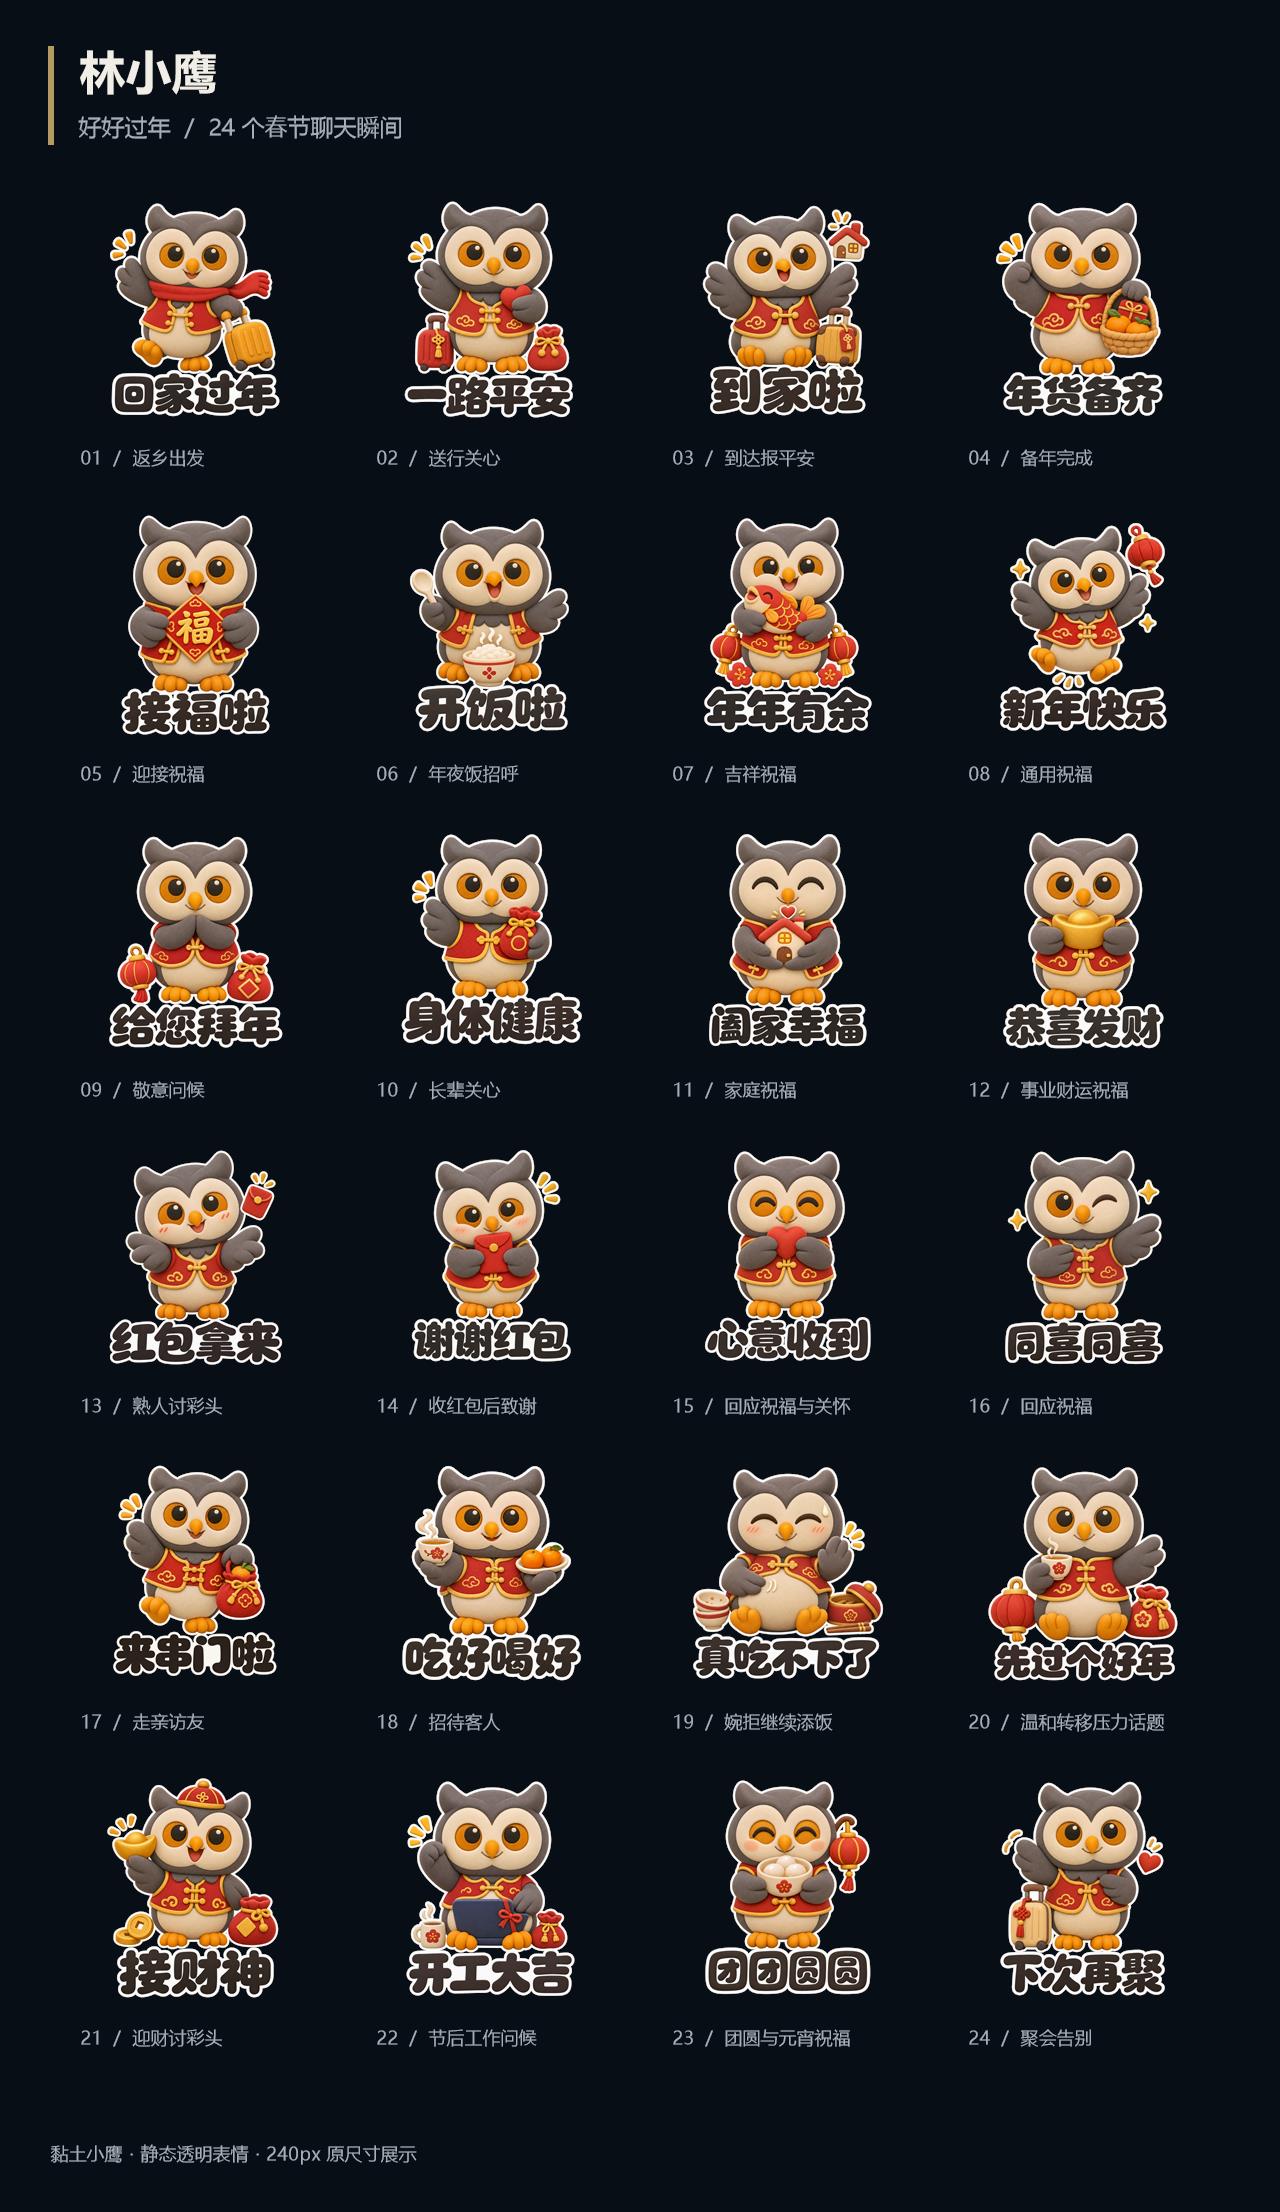 林小鹰
好好过年 / 24 个春节聊天瞬间
回家过年
一路平安
到家啦
年货备齐
01 / 返乡出发
02 / 送行关心
03 / 到达报平安
04 / 备年完成
福
接福啦
开饭啦
年年有余
新年快乐
05 / 迎接祝福
06 / 年夜饭招呼
07 / 吉祥祝福
08 / 通用祝福
给您拜年
身体健康
阖家幸福
恭喜发财
09 / 敬意问候
10 / 长辈关心
11 / 家庭祝福
12 / 事业财运祝福
红包拿来
谢谢红包
心意收到
同喜同喜
13 / 熟人讨彩头
14 / 收红包后致谢
15 / 回应祝福与关怀
16 / 回应祝福
来串门啦
吃好喝好
真吃不下了
先过个好年
17 / 走亲访友
18 / 招待客人
19 / 婉拒继续添饭
20 / 温和转移压力话题
接财神
开工大吉
团团圆圆
下次再聚
21 / 迎财讨彩头
22 / 节后工作问候
23 / 团圆与元宵祝福
24 / 聚会告别
黏土小鹰 · 静态透明表情 · 240px 原尺寸展示